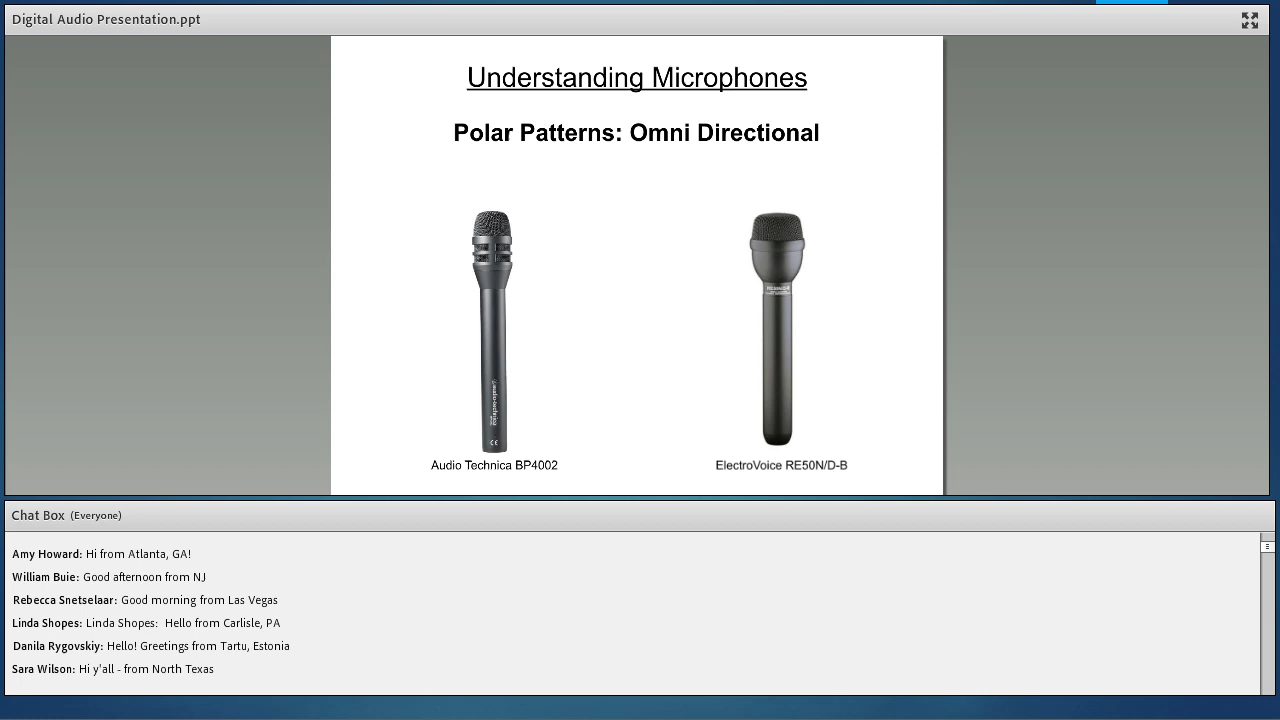 Digital Audio Presentation.ppt
Understanding Microphones
Polar Patterns: Omni Directional
audio-technica
CE
Audio Technica BP4002
ElectroVoice RE50N/D-B
Chat Box (Everyone)
Amy Howard: Hi from Atlanta, GA!
William Buie: Good afternoon from NJ
Rebecca Snetselaar: Good morning from Las Vegas
Linda Shopes: Linda Shopes:  Hello from Carlisle, PA
Danila Rygovskiy: Hello! Greetings from Tartu, Estonia
Sara Wilson: Hi y'all - from North Texas